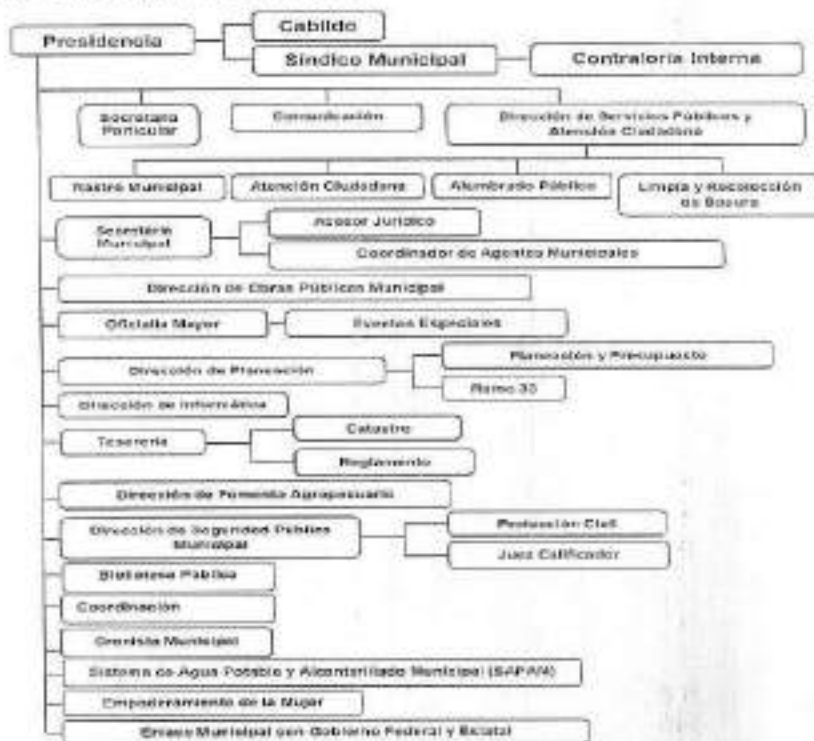 Presidencia
Cabildo
Síndico Municipal
Contraloría Interna
Secretaría
Particular
Comunicación
Dirección de Servicios Públicos y
Atención Ciudadana
Rastro Municipal
Atención Ciudadana
Alumbrado Público
Limpia y Recolección
de Basura
Secretaría
Municipal
Asesor Jurídico
Coordinador de Agentes Municipales
Dirección de Obras Públicas Municipal
Oficialía Mayor
Eventos Especiales
Dirección de Planeación
Planeación y Presupuesto
Ramo 33
Dirección de Informática
Tesorería
Catastro
Reglamento
Dirección de Fomento Agropecuario
Dirección de Seguridad Pública
Municipal
Protección Civil
Juez Calificador
Biblioteca Pública
Coordinación
Cronista Municipal
Sistema de Agua Potable y Alcantarillado Municipal (SAPAM)
Empoderamiento de la Mujer
Enlace Municipal con Gobierno Federal y Estatal